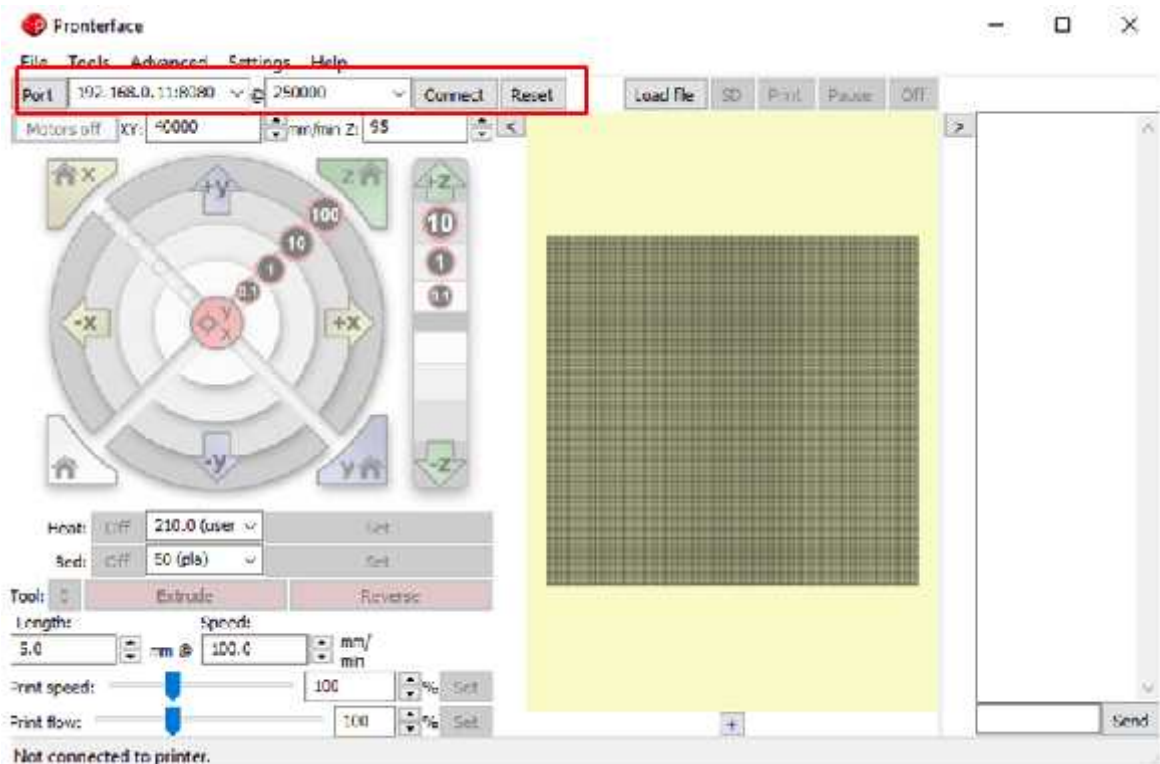 Pronterface
File Tools Advanced Settings Help
Port 192.168.0.11:8080 @ 250000 Connect Reset Load file SD Print Pause Off
Motors off XY: 40000 mm/min Z: 95 < >
X Z +Y +Z
100 10 1 0.1
10
1
0.1
-X Y X +X
-Y Y -Z
Heat: Off 210.0 (user Set
Bed: Off 50 (pla) Set
Tool: 0 Extrude Reverse
Length: Speed:
5.0 mm @ 100.0 mm/
min
Print speed: 100 % Set
Print flow: 100 % Set
+ Send
Not connected to printer.